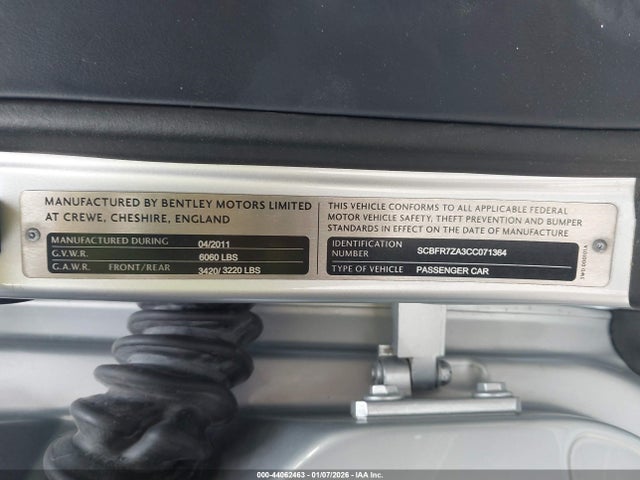 MANUFACTURED BY BENTLEY MOTORS LIMITED
AT CREWE, CHESHIRE, ENGLAND
MANUFACTURED DURING 04/2011
G.V.W.R. 6060 LBS
G.A.W.R. FRONT/REAR 3420/3220 LBS
THIS VEHICLE CONFORMS TO ALL APPLICABLE FEDERAL
MOTOR VEHICLE SAFETY, THEFT PREVENTION AND BUMPER
STANDARDS IN EFFECT ON THE DATE OF MANUFACTURE
IDENTIFICATION
NUMBER SCBFR7ZA3CC071364
TYPE OF VEHICLE PASSENGER CAR
000-44062463 - 01/07/2026 - IAA Inc.